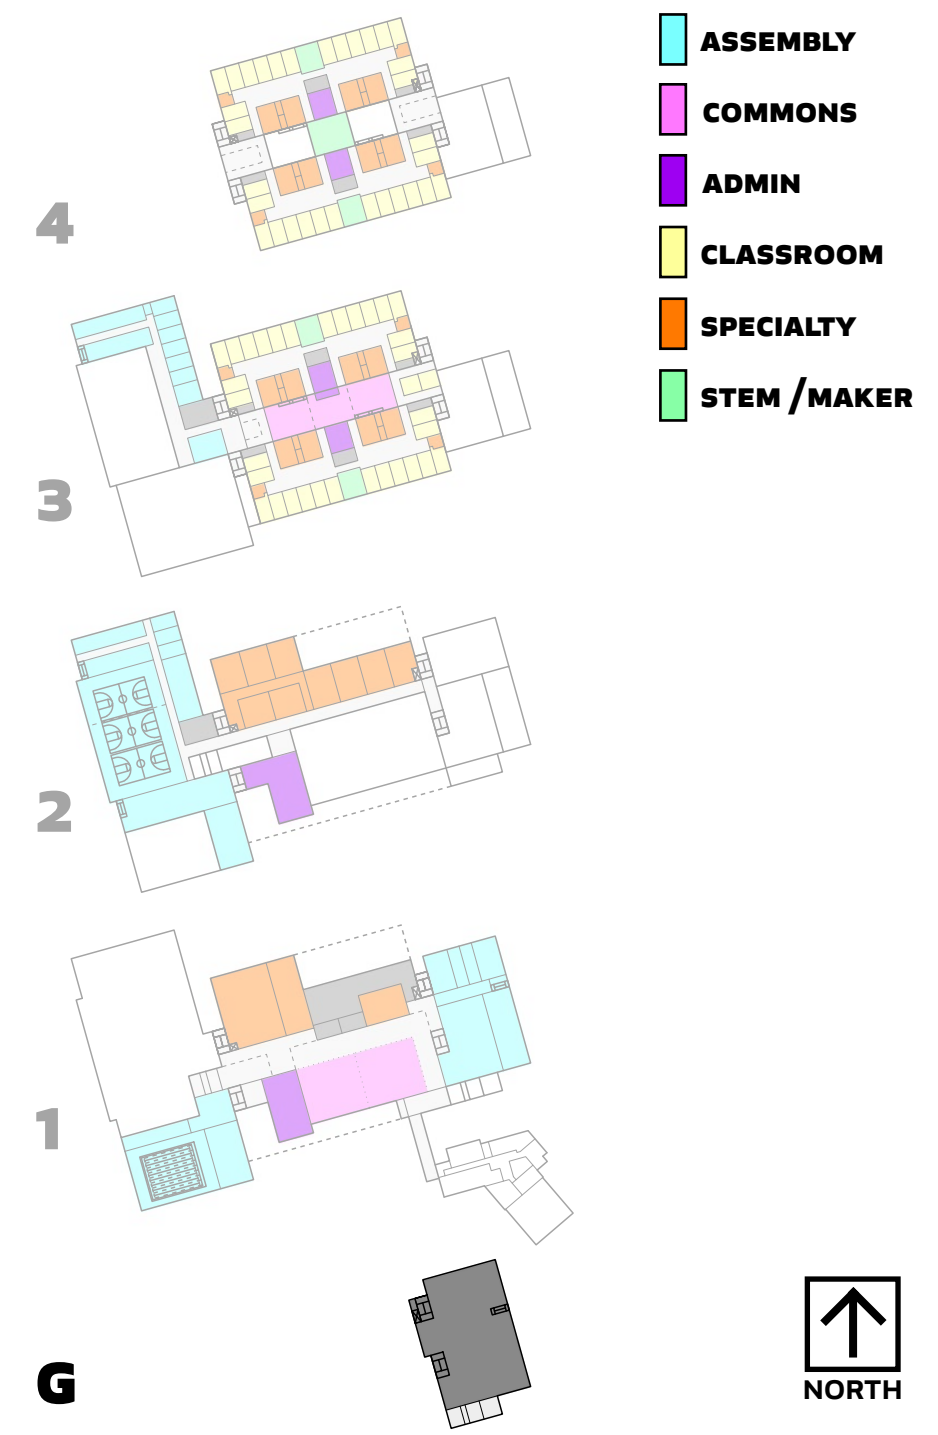 ASSEMBLY
COMMONS
ADMIN
CLASSROOM
SPECIALTY
STEM /MAKER
4
3
2
1
G
NORTH